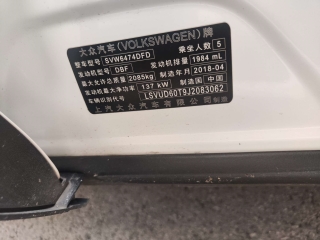 大众汽车(VOLKSWAGEN)牌
整车型号 SVW6474DFD 乘坐人数 5
发动机型号 DBF 发动机排量 1984 mL
最大允许总质量 2085kg 制造年月 2018-04
发动机最大净功率 137 kW 制造国 中国
车辆识别代号 LSVUD60T9J2083062
上汽大众汽车有限公司 制造